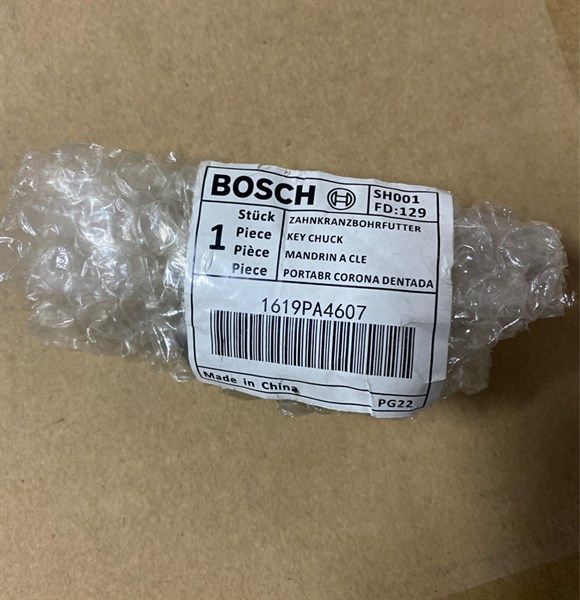 BOSCH
SH001
FD:129
1
Stück
Piece
Pièce
Piece
ZAHNKRANZBOHRFUTTER
KEY CHUCK
MANDRIN A CLE
PORTABR CORONA DENTADA
1619PA4607
Made in China
PG22